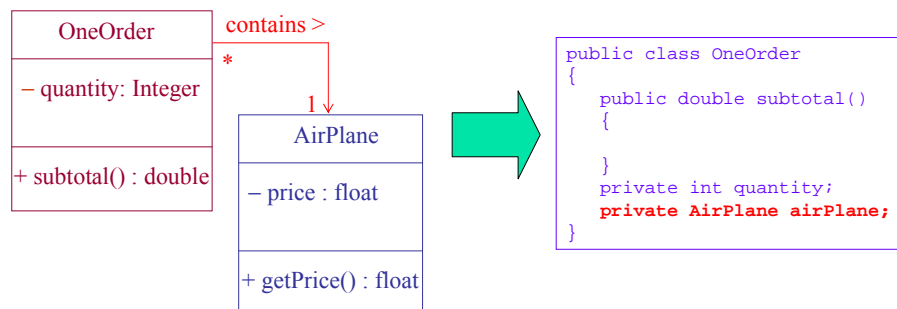 OneOrder
− quantity: Integer
+ subtotal() : double
contains >
*
1
AirPlane
− price : float
+ getPrice() : float
public class OneOrder
{
public double subtotal()
{
}
private int quantity;
private AirPlane airPlane;
}